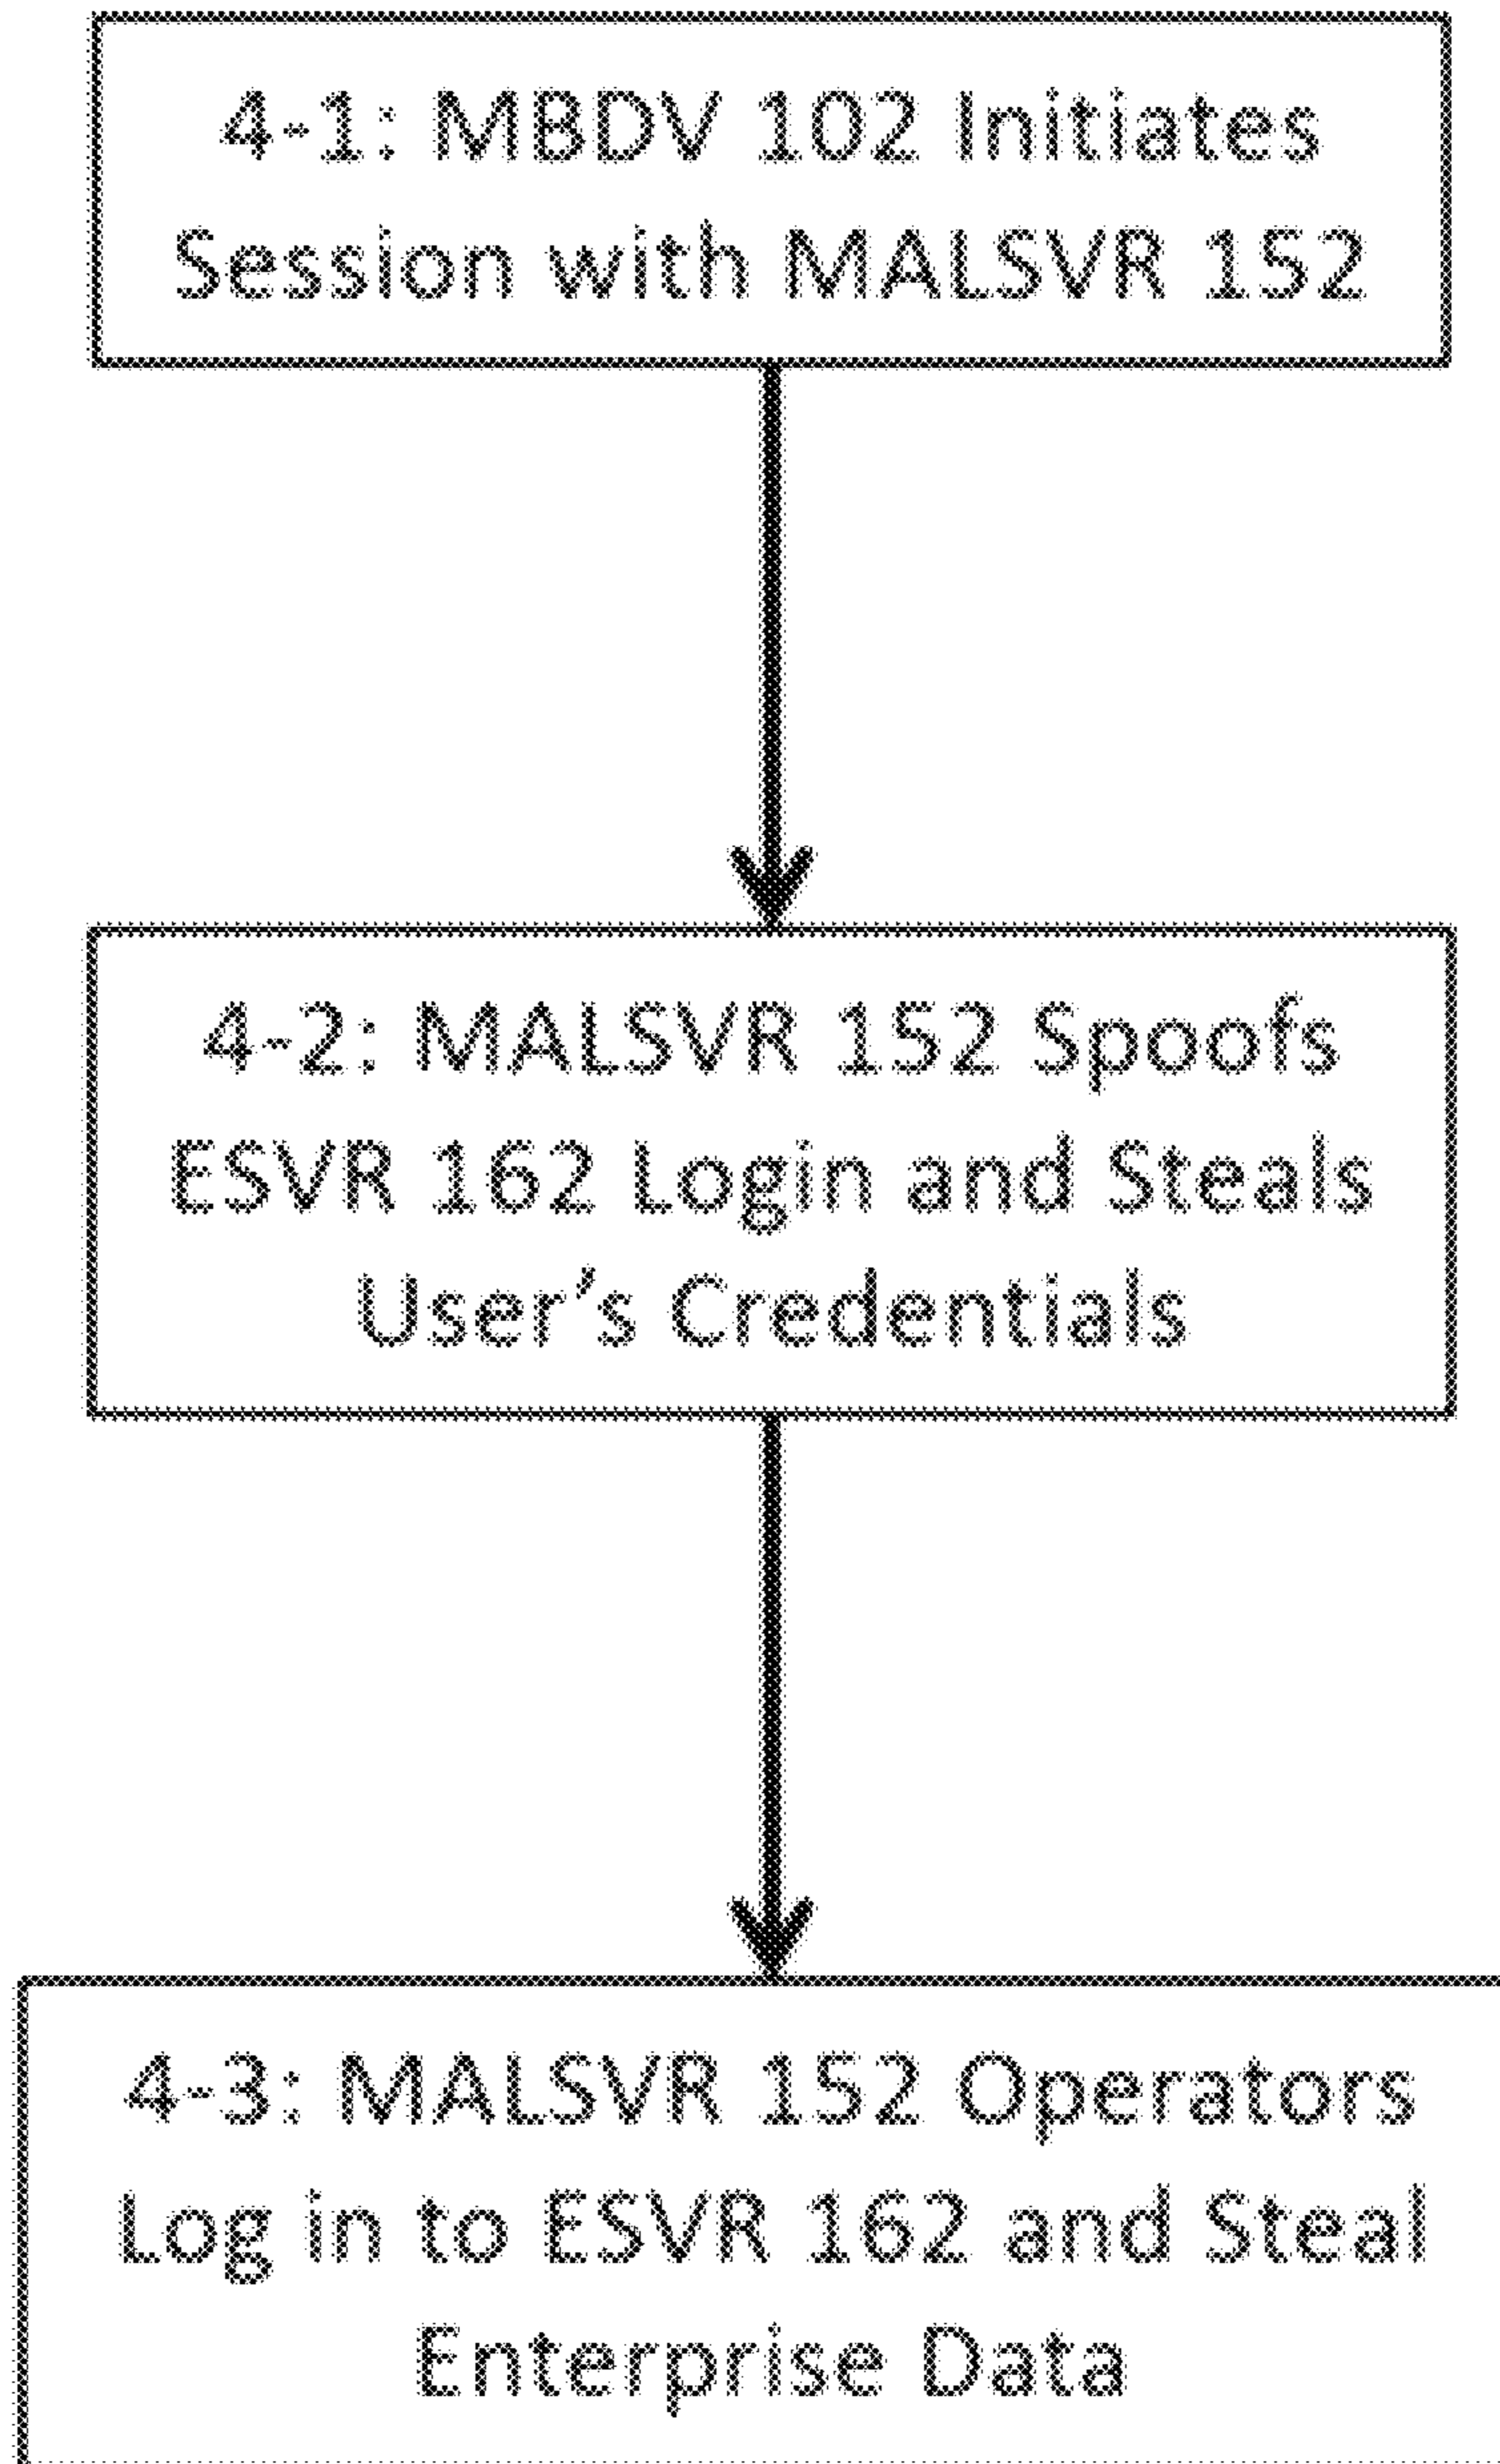 4-1: MBDV 102 Initiates
Session with MALSVR 152
4-2: MALSVR 152 Spoofs
ESVR 162 Login and Steals
User’s Credentials
4-3: MALSVR 152 Operators
Log in to ESVR 162 and Steal
Enterprise Data